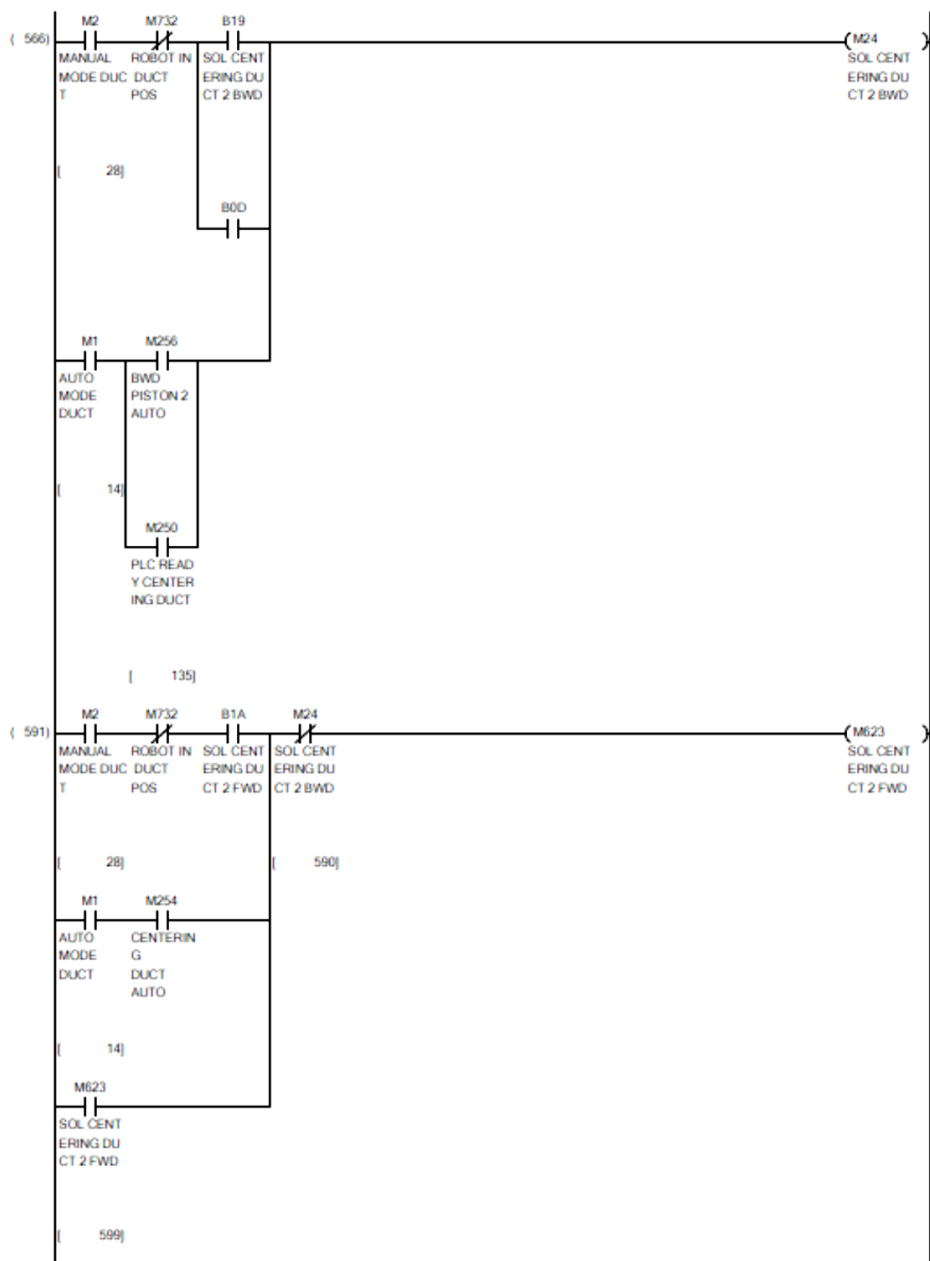 M2 M732 B19
( 566) (M24 )
MANUAL ROBOT IN SOL CENT SOL CENT
MODE DUC DUCT ERING DU ERING DU
T POS CT 2 BWD CT 2 BWD
[ 28]
B0D
M1 M256
AUTO BWD
MODE PISTON 2
DUCT AUTO
[ 14]
M250
PLC READ
Y CENTER
ING DUCT
[ 135]
M2 M732 B1A M24
( 591) (M623 )
MANUAL ROBOT IN SOL CENT SOL CENT SOL CENT
MODE DUC DUCT ERING DU ERING DU ERING DU
T POS CT 2 FWD CT 2 BWD CT 2 FWD
[ 28] [ 590]
M1 M254
AUTO CENTERIN
MODE G
DUCT DUCT
AUTO
[ 14]
M623
SOL CENT
ERING DU
CT 2 FWD
[ 599]